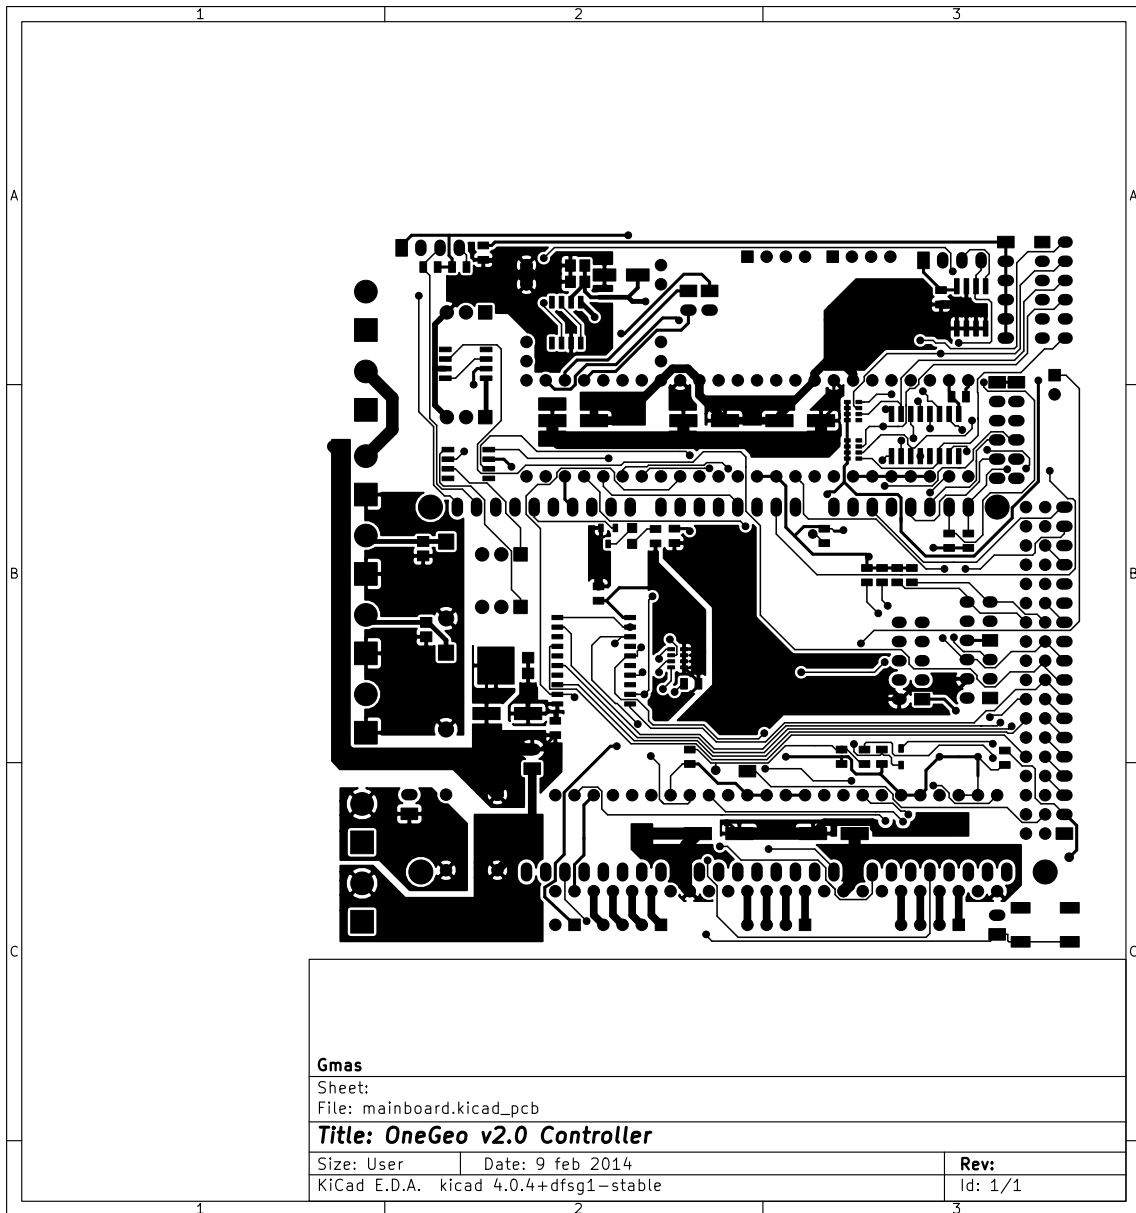 1 2 3
A A
B B
C C
Gmas
Sheet:
File: mainboard.kicad_pcb
Title: OneGeo v2.0 Controller
Size: User Date: 9 feb 2014 Rev:
KiCad E.D.A. kicad 4.0.4+dfsg1-stable Id: 1/1
1 2 3